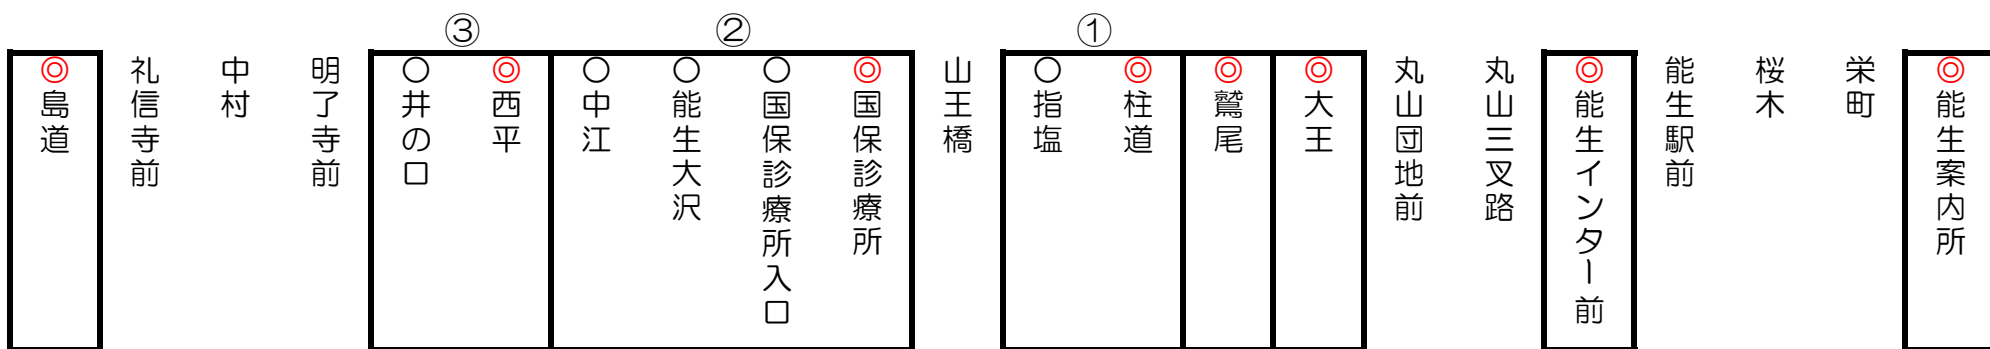 ③
②
①
◎島道
礼信寺前
中村
明了寺前
○井の口
◎西平
○中江
○能生大沢
○国保診療所入口
◎国保診療所
山王橋
○指塩
◎柱道
◎鷲尾
◎大王
丸山団地前
丸山三叉路
◎能生インター前
能生駅前
桜木
栄町
◎能生案内所